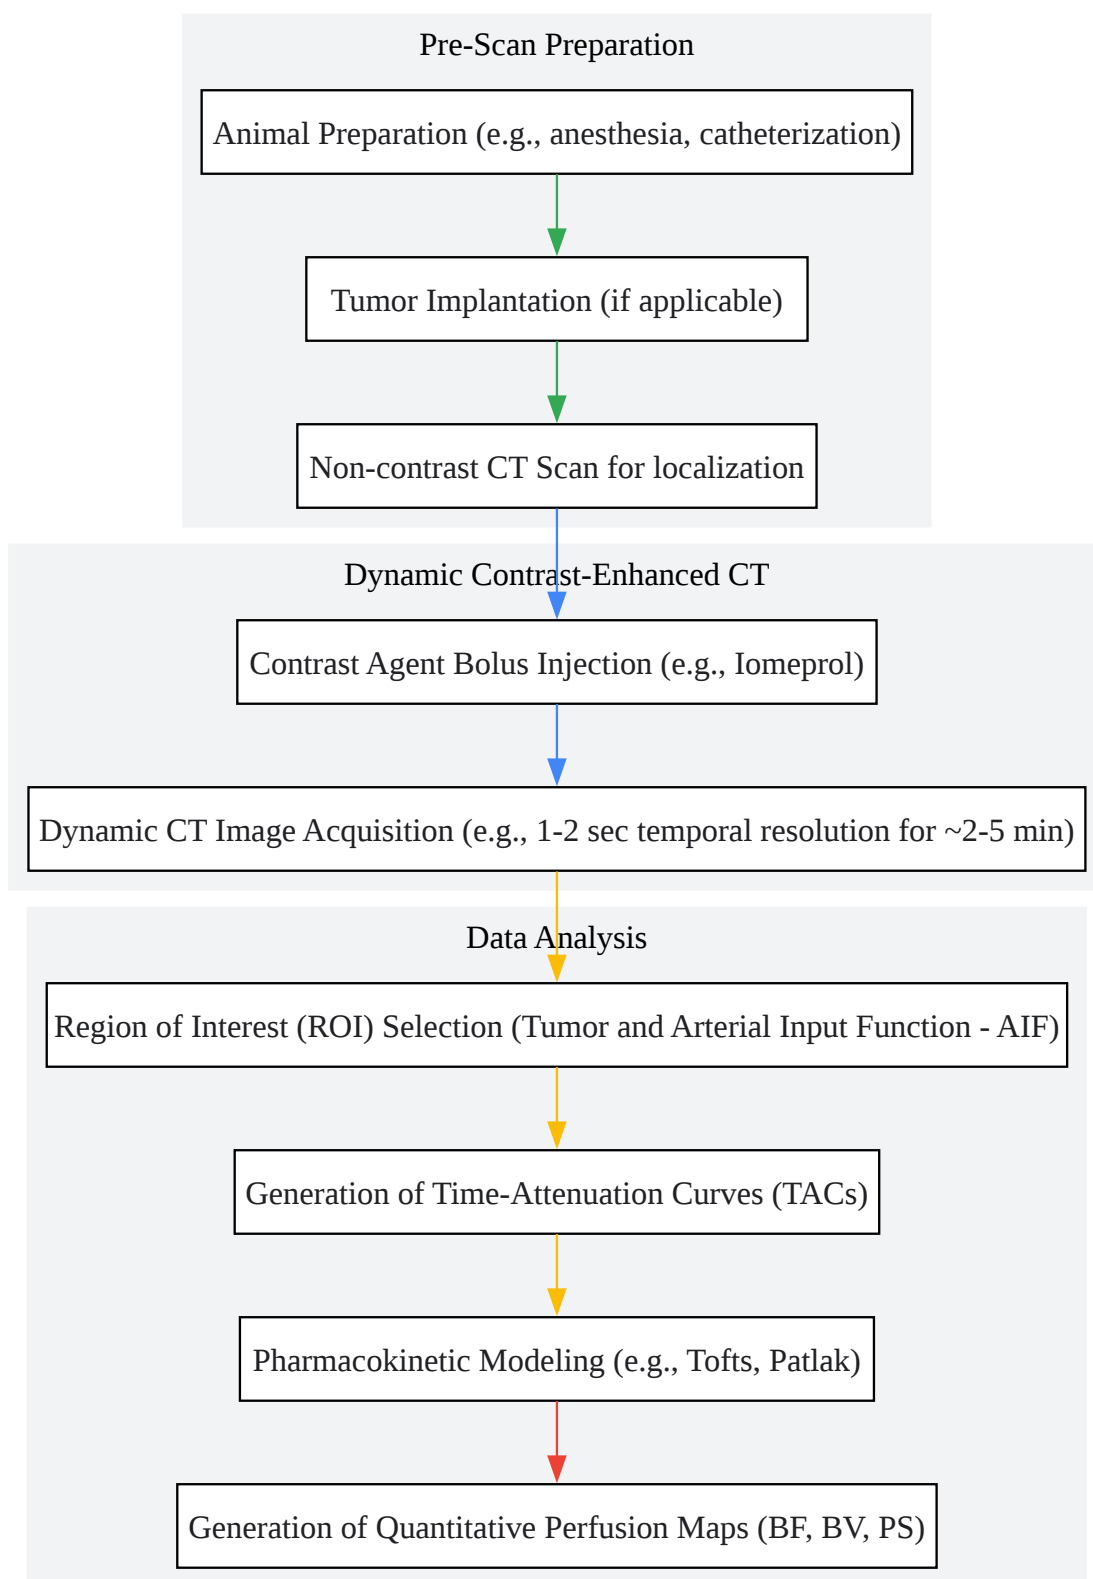 Pre-Scan Preparation
Animal Preparation (e.g., anesthesia, catheterization)
Tumor Implantation (if applicable)
Non-contrast CT Scan for localization
Dynamic Contrast-Enhanced CT
Contrast Agent Bolus Injection (e.g., Iomeprol)
Dynamic CT Image Acquisition (e.g., 1-2 sec temporal resolution for ~2-5 min)
Data Analysis
Region of Interest (ROI) Selection (Tumor and Arterial Input Function - AIF)
Generation of Time-Attenuation Curves (TACs)
Pharmacokinetic Modeling (e.g., Tofts, Patlak)
Generation of Quantitative Perfusion Maps (BF, BV, PS)